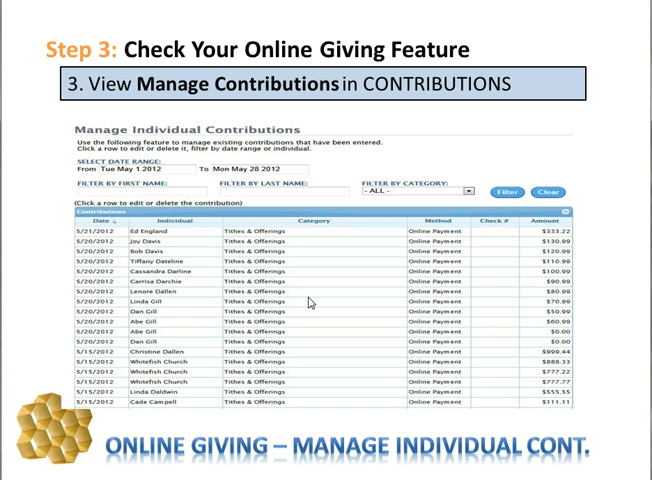 Step 3: Check Your Online Giving Feature
3. View Manage Contributions in CONTRIBUTIONS
Manage Individual Contributions
Use the following feature to manage existing contributions that have been entered.
Click a row to edit or delete it, filter by date range or individual.
SELECT DATE RANGE:
From Tue May 1 2012 To Mon May 28 2012
FILTER BY FIRST NAME: FILTER BY LAST NAME: FILTER BY CATEGORY:
- ALL - Filter Clear
(Click a row to edit or delete the contribution)
Contributions
Date Individual Category Method Check # Amount
5/21/2012 Ed England Tithes & Offerings Online Payment $333.22
5/20/2012 Joy Davis Tithes & Offerings Online Payment $130.99
5/20/2012 Bob Davis Tithes & Offerings Online Payment $120.99
5/20/2012 Tiffany Dateline Tithes & Offerings Online Payment $110.99
5/20/2012 Cassandra Darline Tithes & Offerings Online Payment $100.99
5/20/2012 Carrisa Darchie Tithes & Offerings Online Payment $90.99
5/20/2012 Lenore Dallen Tithes & Offerings Online Payment $80.99
5/20/2012 Linda Gill Tithes & Offerings Online Payment $70.99
5/20/2012 Dan Gill Tithes & Offerings Online Payment $50.99
5/20/2012 Abe Gill Tithes & Offerings Online Payment $60.99
5/20/2012 Abe Gill Tithes & Offerings Online Payment $0.00
5/20/2012 Dan Gill Tithes & Offerings Online Payment $0.00
5/15/2012 Christine Dallen Tithes & Offerings Online Payment $999.44
5/15/2012 Whitefish Church Tithes & Offerings Online Payment $888.33
5/15/2012 Whitefish Church Tithes & Offerings Online Payment $777.22
5/15/2012 Whitefish Church Tithes & Offerings Online Payment $777.77
5/15/2012 Linda Daldwin Tithes & Offerings Online Payment $555.55
5/15/2012 Cade Campell Tithes & Offerings Online Payment $111.11
ONLINE GIVING – MANAGE INDIVIDUAL CONT.